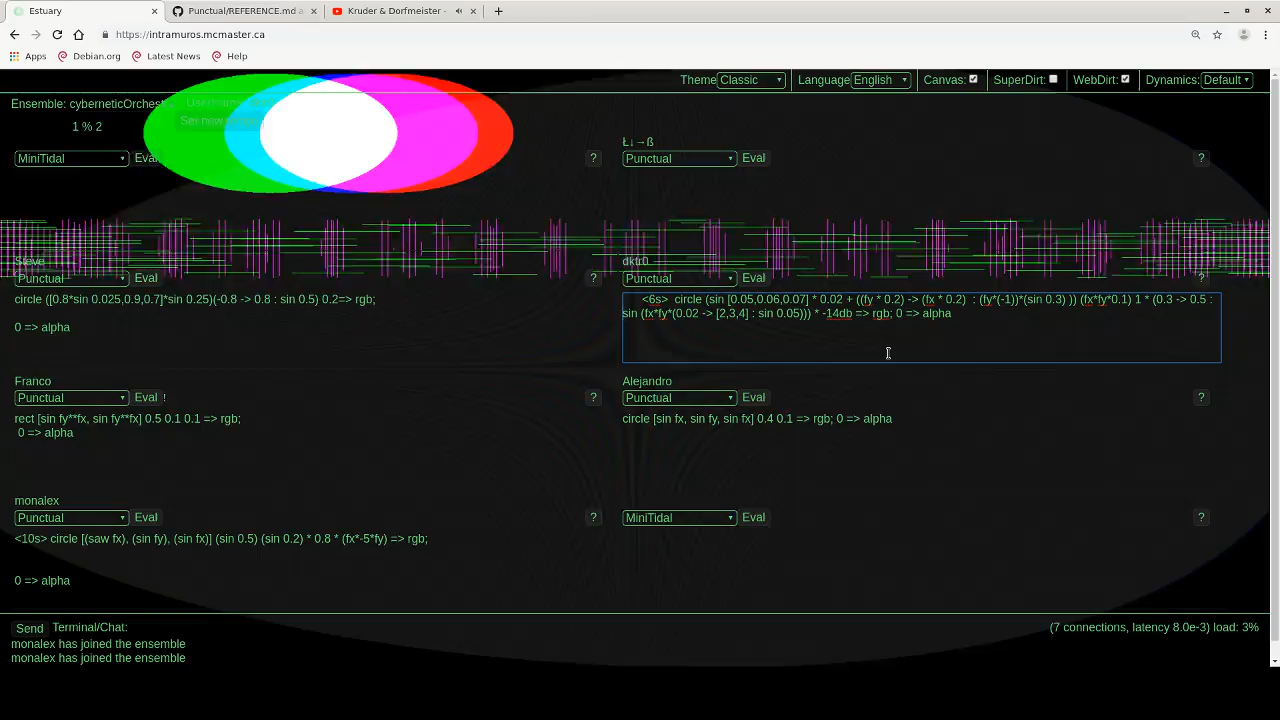 Estuary
Punctual/REFERENCE.md a
Kruder & Dorfmeister -
https://intramuros.mcmaster.ca
Apps
Debian.org
Latest News
Help
Theme Classic
Language English
Canvas:
SuperDirt:
WebDirt:
Dynamics: Default
Ensemble: cyberneticOrchest
1 % 2
MiniTidal Eval ?
Ł↓→ß
Punctual Eval ?
Steve
Punctual Eval ?
circle ([0.8*sin 0.025,0.9,0.7]*sin 0.25)(-0.8 -> 0.8 : sin 0.5) 0.2=> rgb;
0 => alpha
dktr0
Punctual Eval ?
<6s>  circle (sin [0.05,0.06,0.07] * 0.02 + ((fy * 0.2) -> (fx * 0.2)  : (fy*(-1))*(sin 0.3) )) (fx*fy*0.1) 1 * (0.3 -> 0.5 :
sin (fx*fy*(0.02 -> [2,3,4] : sin 0.05))) * -14db => rgb; 0 => alpha
Franco
Punctual Eval ! ?
rect [sin fy**fx, sin fy**fx] 0.5 0.1 0.1 => rgb;
0 => alpha
Alejandro
Punctual Eval ?
circle [sin fx, sin fy, sin fx] 0.4 0.1 => rgb; 0 => alpha
monalex
Punctual Eval ?
<10s> circle [(saw fx), (sin fy), (sin fx)] (sin 0.5) (sin 0.2) * 0.8 * (fx*-5*fy) => rgb;
0 => alpha
MiniTidal Eval ?
Send Terminal/Chat:
(7 connections, latency 8.0e-3) load: 3%
monalex has joined the ensemble
monalex has joined the ensemble